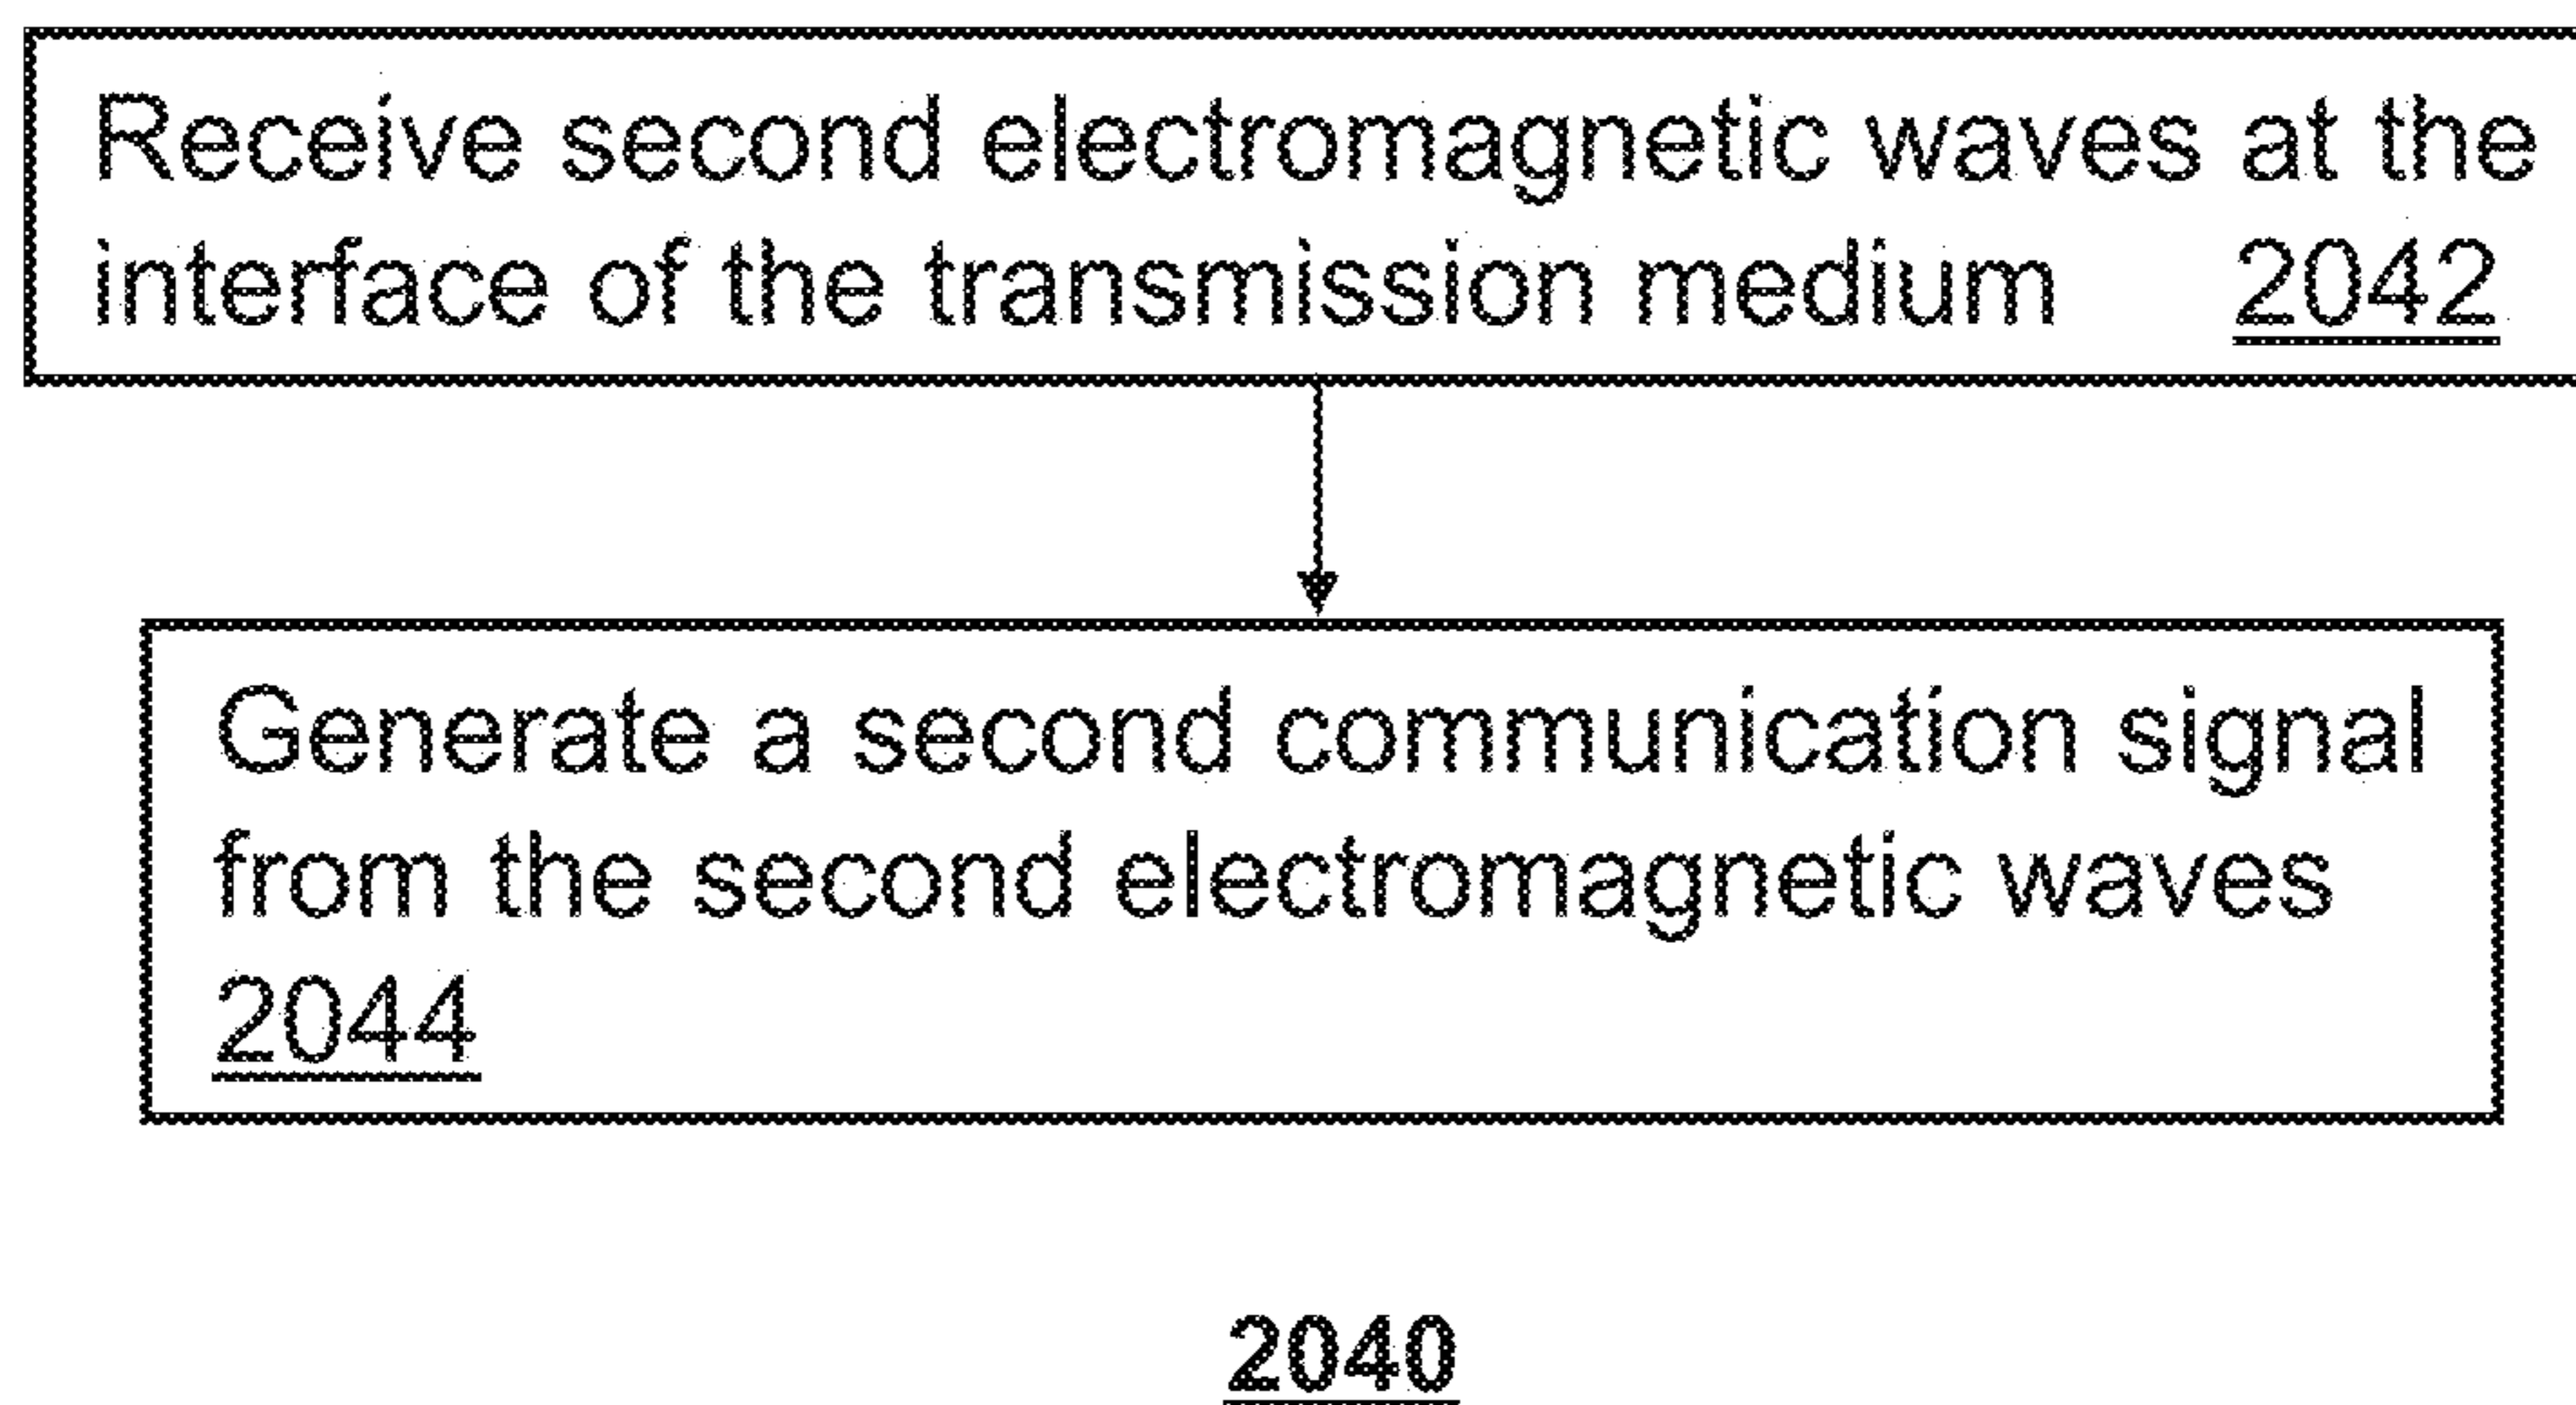 Receive second electromagnetic waves at the
interface of the transmission medium 2042
Generate a second communication signal
from the second electromagnetic waves
2044
2040